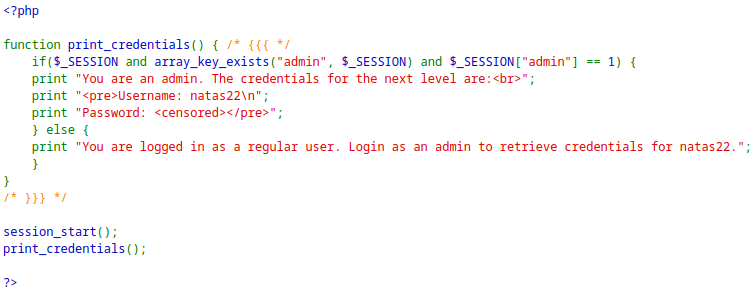 <?php
function print_credentials() { /* {{{ */
if($_SESSION and array_key_exists("admin", $_SESSION) and $_SESSION["admin"] == 1) {
print "You are an admin. The credentials for the next level are:<br>";
print "<pre>Username: natas22\n";
print "Password: <censored></pre>";
} else {
print "You are logged in as a regular user. Login as an admin to retrieve credentials for natas22.";
}
}
/* }}} */
session_start();
print_credentials();
?>